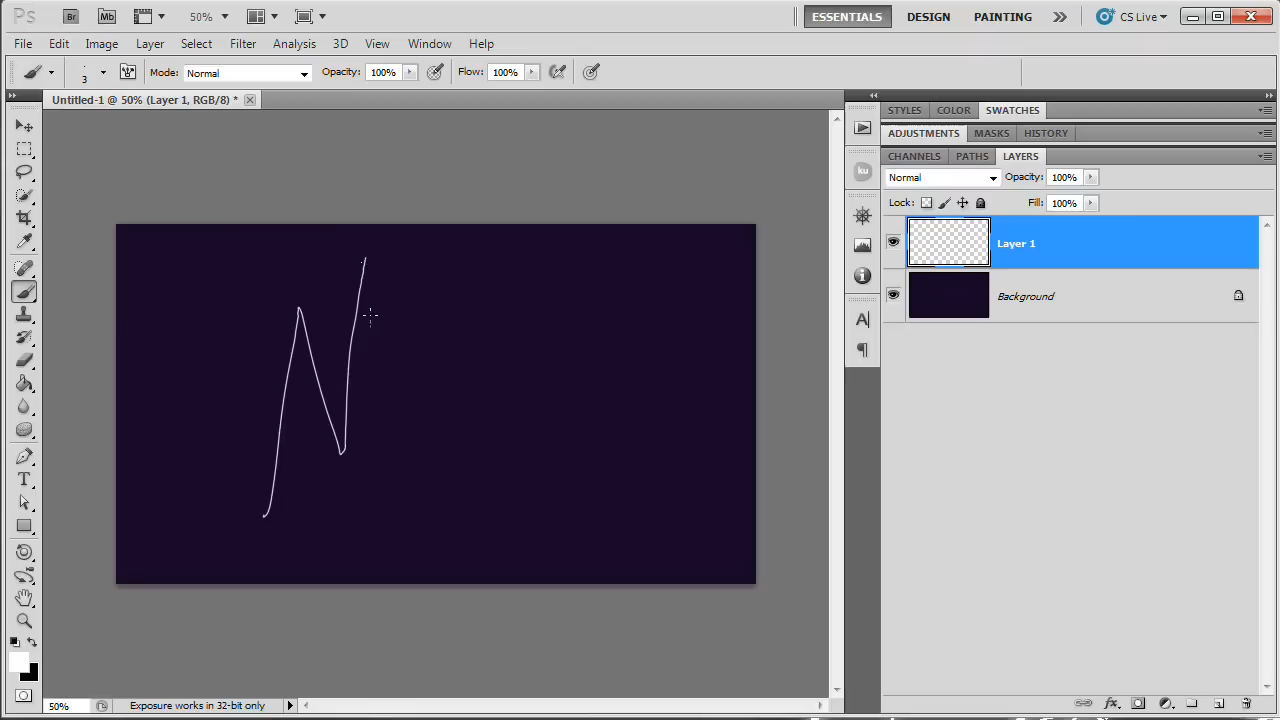 Ps Br Mb 50% ESSENTIALS DESIGN PAINTING CS Live
File Edit Image Layer Select Filter Analysis 3D View Window Help
3 Mode: Normal Opacity: 100% Flow: 100%
Untitled-1 @ 50% (Layer 1, RGB/8) *
STYLES COLOR SWATCHES
ADJUSTMENTS MASKS HISTORY
CHANNELS PATHS LAYERS
Normal Opacity: 100%
Lock: Fill: 100%
ku
Layer 1
Background
N
50% Exposure works in 32-bit only